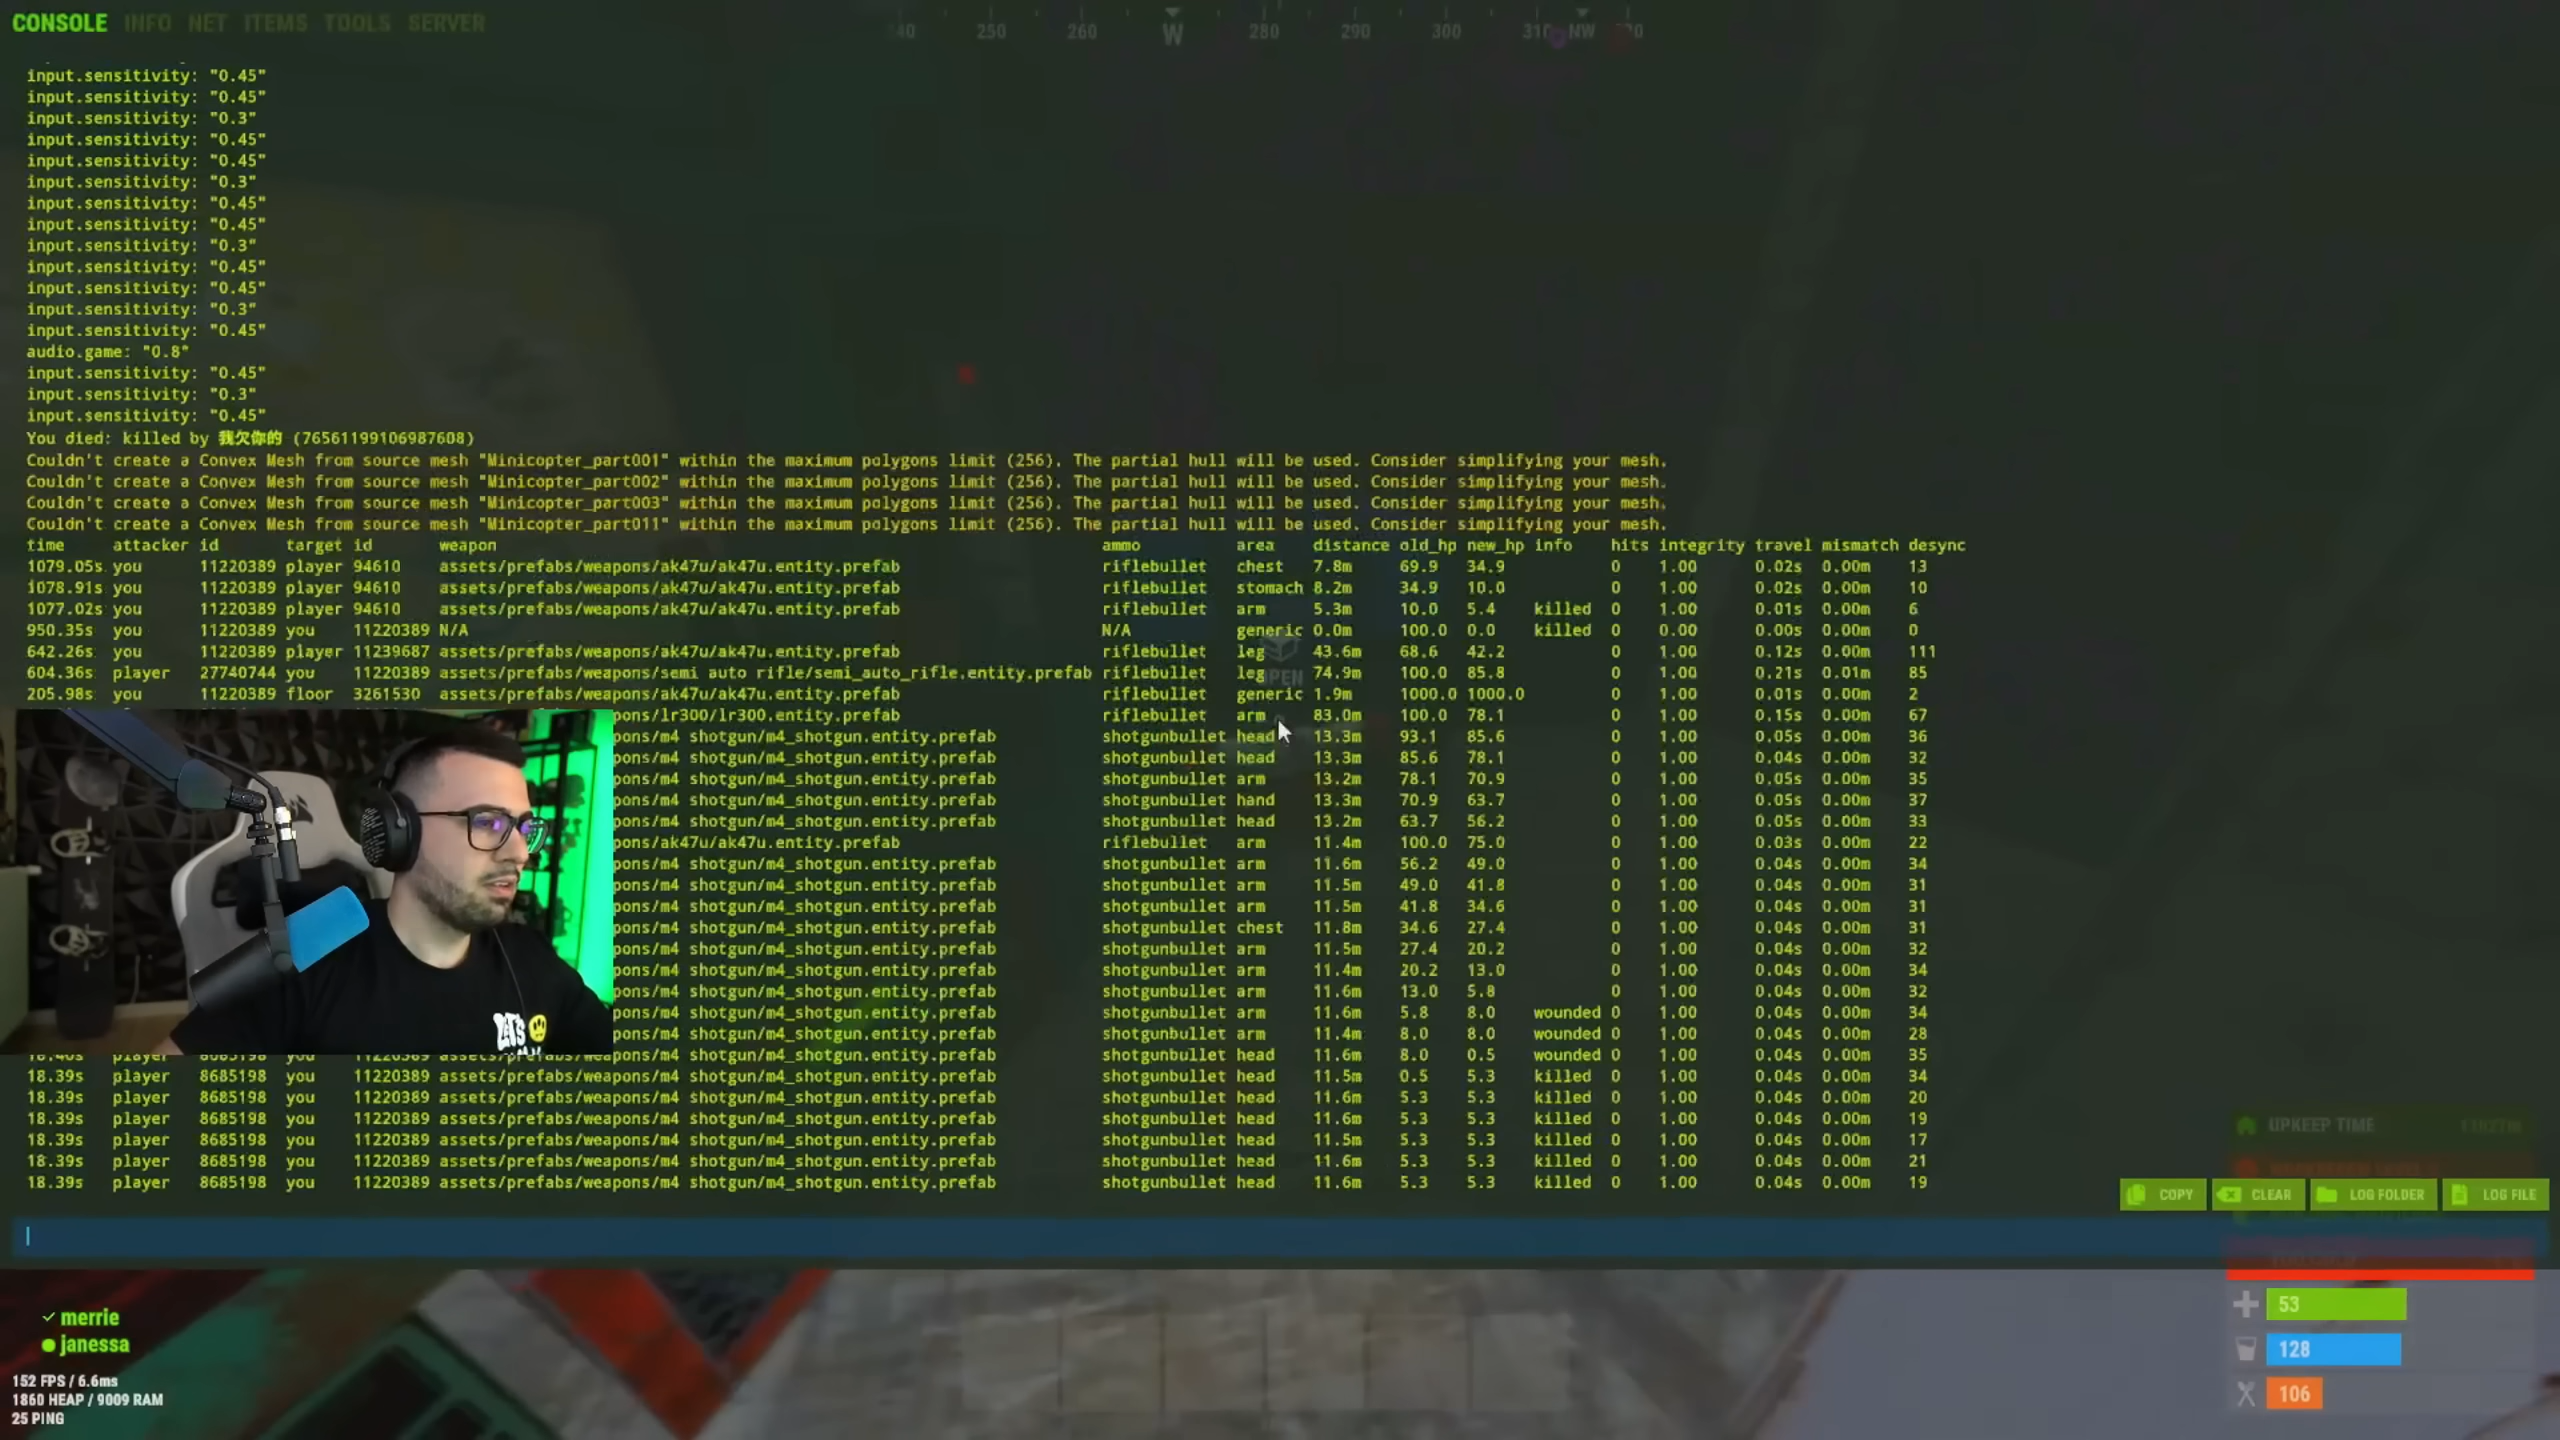 CONSOLE INFO NET ITEMS TOOLS SERVER
250 260 W 280 290 300 310 NW
input.sensitivity: "0.45"
input.sensitivity: "0.45"
input.sensitivity: "0.3"
input.sensitivity: "0.45"
input.sensitivity: "0.45"
input.sensitivity: "0.3"
input.sensitivity: "0.45"
input.sensitivity: "0.45"
input.sensitivity: "0.3"
input.sensitivity: "0.45"
input.sensitivity: "0.45"
input.sensitivity: "0.3"
input.sensitivity: "0.45"
audio.game: "0.8"
input.sensitivity: "0.45"
input.sensitivity: "0.3"
input.sensitivity: "0.45"
You died: killed by 我欠你的 (76561199106987608)
Couldn't create a Convex Mesh from source mesh "Minicopter_part001" within the maximum polygons limit (256). The partial hull will be used. Consider simplifying your mesh.
Couldn't create a Convex Mesh from source mesh "Minicopter_part002" within the maximum polygons limit (256). The partial hull will be used. Consider simplifying your mesh.
Couldn't create a Convex Mesh from source mesh "Minicopter_part003" within the maximum polygons limit (256). The partial hull will be used. Consider simplifying your mesh.
Couldn't create a Convex Mesh from source mesh "Minicopter_part011" within the maximum polygons limit (256). The partial hull will be used. Consider simplifying your mesh.
time attacker id target id weapon ammo area distance old_hp new_hp info hits integrity travel mismatch desync
1079.05s you 11220389 player 94610 assets/prefabs/weapons/ak47u/ak47u.entity.prefab riflebullet chest 7.8m 69.9 34.9 0 1.00 0.02s 0.00m 13
1078.91s you 11220389 player 94610 assets/prefabs/weapons/ak47u/ak47u.entity.prefab riflebullet stomach 8.2m 34.9 10.0 0 1.00 0.02s 0.00m 10
1077.02s you 11220389 player 94610 assets/prefabs/weapons/ak47u/ak47u.entity.prefab riflebullet arm 5.3m 10.0 5.4 killed 0 1.00 0.01s 0.00m 6
950.35s you 11220389 you 11220389 N/A N/A generic 0.0m 100.0 0.0 killed 0 0.00 0.00s 0.00m 0
642.26s you 11220389 player 11239687 assets/prefabs/weapons/ak47u/ak47u.entity.prefab riflebullet leg 43.6m 68.6 42.2 0 1.00 0.12s 0.00m 111
604.36s player 27740744 you 11220389 assets/prefabs/weapons/semi auto rifle/semi_auto_rifle.entity.prefab riflebullet leg 74.9m 100.0 85.8 0 1.00 0.21s 0.01m 85
205.98s you 11220389 floor 3261530 assets/prefabs/weapons/ak47u/ak47u.entity.prefab riflebullet generic 1.9m 1000.0 1000.0 0 1.00 0.01s 0.00m 2
pons/lr300/lr300.entity.prefab riflebullet arm 83.0m 100.0 78.1 0 1.00 0.15s 0.00m 67
pons/m4 shotgun/m4_shotgun.entity.prefab shotgunbullet head 13.3m 93.1 85.6 0 1.00 0.05s 0.00m 36
pons/m4 shotgun/m4_shotgun.entity.prefab shotgunbullet head 13.3m 85.6 78.1 0 1.00 0.04s 0.00m 32
pons/m4 shotgun/m4_shotgun.entity.prefab shotgunbullet arm 13.2m 78.1 70.9 0 1.00 0.05s 0.00m 35
pons/m4 shotgun/m4_shotgun.entity.prefab shotgunbullet hand 13.3m 70.9 63.7 0 1.00 0.05s 0.00m 37
pons/m4 shotgun/m4_shotgun.entity.prefab shotgunbullet head 13.2m 63.7 56.2 0 1.00 0.05s 0.00m 33
pons/ak47u/ak47u.entity.prefab riflebullet arm 11.4m 100.0 75.0 0 1.00 0.03s 0.00m 22
pons/m4 shotgun/m4_shotgun.entity.prefab shotgunbullet arm 11.6m 56.2 49.0 0 1.00 0.04s 0.00m 34
pons/m4 shotgun/m4_shotgun.entity.prefab shotgunbullet arm 11.5m 49.0 41.8 0 1.00 0.04s 0.00m 31
pons/m4 shotgun/m4_shotgun.entity.prefab shotgunbullet arm 11.5m 41.8 34.6 0 1.00 0.04s 0.00m 31
pons/m4 shotgun/m4_shotgun.entity.prefab shotgunbullet chest 11.8m 34.6 27.4 0 1.00 0.04s 0.00m 31
pons/m4 shotgun/m4_shotgun.entity.prefab shotgunbullet arm 11.5m 27.4 20.2 0 1.00 0.04s 0.00m 32
pons/m4 shotgun/m4_shotgun.entity.prefab shotgunbullet arm 11.4m 20.2 13.0 0 1.00 0.04s 0.00m 34
pons/m4 shotgun/m4_shotgun.entity.prefab shotgunbullet arm 11.6m 13.0 5.8 0 1.00 0.04s 0.00m 32
pons/m4 shotgun/m4_shotgun.entity.prefab shotgunbullet arm 11.6m 5.8 8.0 wounded 0 1.00 0.04s 0.00m 34
pons/m4 shotgun/m4_shotgun.entity.prefab shotgunbullet arm 11.4m 8.0 8.0 wounded 0 1.00 0.04s 0.00m 28
18.40s player 8685198 you 11220389 assets/prefabs/weapons/m4 shotgun/m4_shotgun.entity.prefab shotgunbullet head 11.6m 8.0 0.5 wounded 0 1.00 0.04s 0.00m 35
18.39s player 8685198 you 11220389 assets/prefabs/weapons/m4 shotgun/m4_shotgun.entity.prefab shotgunbullet head 11.5m 0.5 5.3 killed 0 1.00 0.04s 0.00m 34
18.39s player 8685198 you 11220389 assets/prefabs/weapons/m4 shotgun/m4_shotgun.entity.prefab shotgunbullet head 11.6m 5.3 5.3 killed 0 1.00 0.04s 0.00m 20
18.39s player 8685198 you 11220389 assets/prefabs/weapons/m4 shotgun/m4_shotgun.entity.prefab shotgunbullet head 11.6m 5.3 5.3 killed 0 1.00 0.04s 0.00m 19
18.39s player 8685198 you 11220389 assets/prefabs/weapons/m4 shotgun/m4_shotgun.entity.prefab shotgunbullet head 11.5m 5.3 5.3 killed 0 1.00 0.04s 0.00m 17
18.39s player 8685198 you 11220389 assets/prefabs/weapons/m4 shotgun/m4_shotgun.entity.prefab shotgunbullet head 11.6m 5.3 5.3 killed 0 1.00 0.04s 0.00m 21
18.39s player 8685198 you 11220389 assets/prefabs/weapons/m4 shotgun/m4_shotgun.entity.prefab shotgunbullet head 11.6m 5.3 5.3 killed 0 1.00 0.04s 0.00m 19
OPEN
LET'S
UPKEEP TIME
COPY CLEAR LOG FOLDER LOG FILE
merrie
janessa
152 FPS / 6.6ms
1860 HEAP / 9009 RAM
25 PING
53
128
106